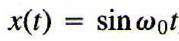 x(t) = sin ω₀t